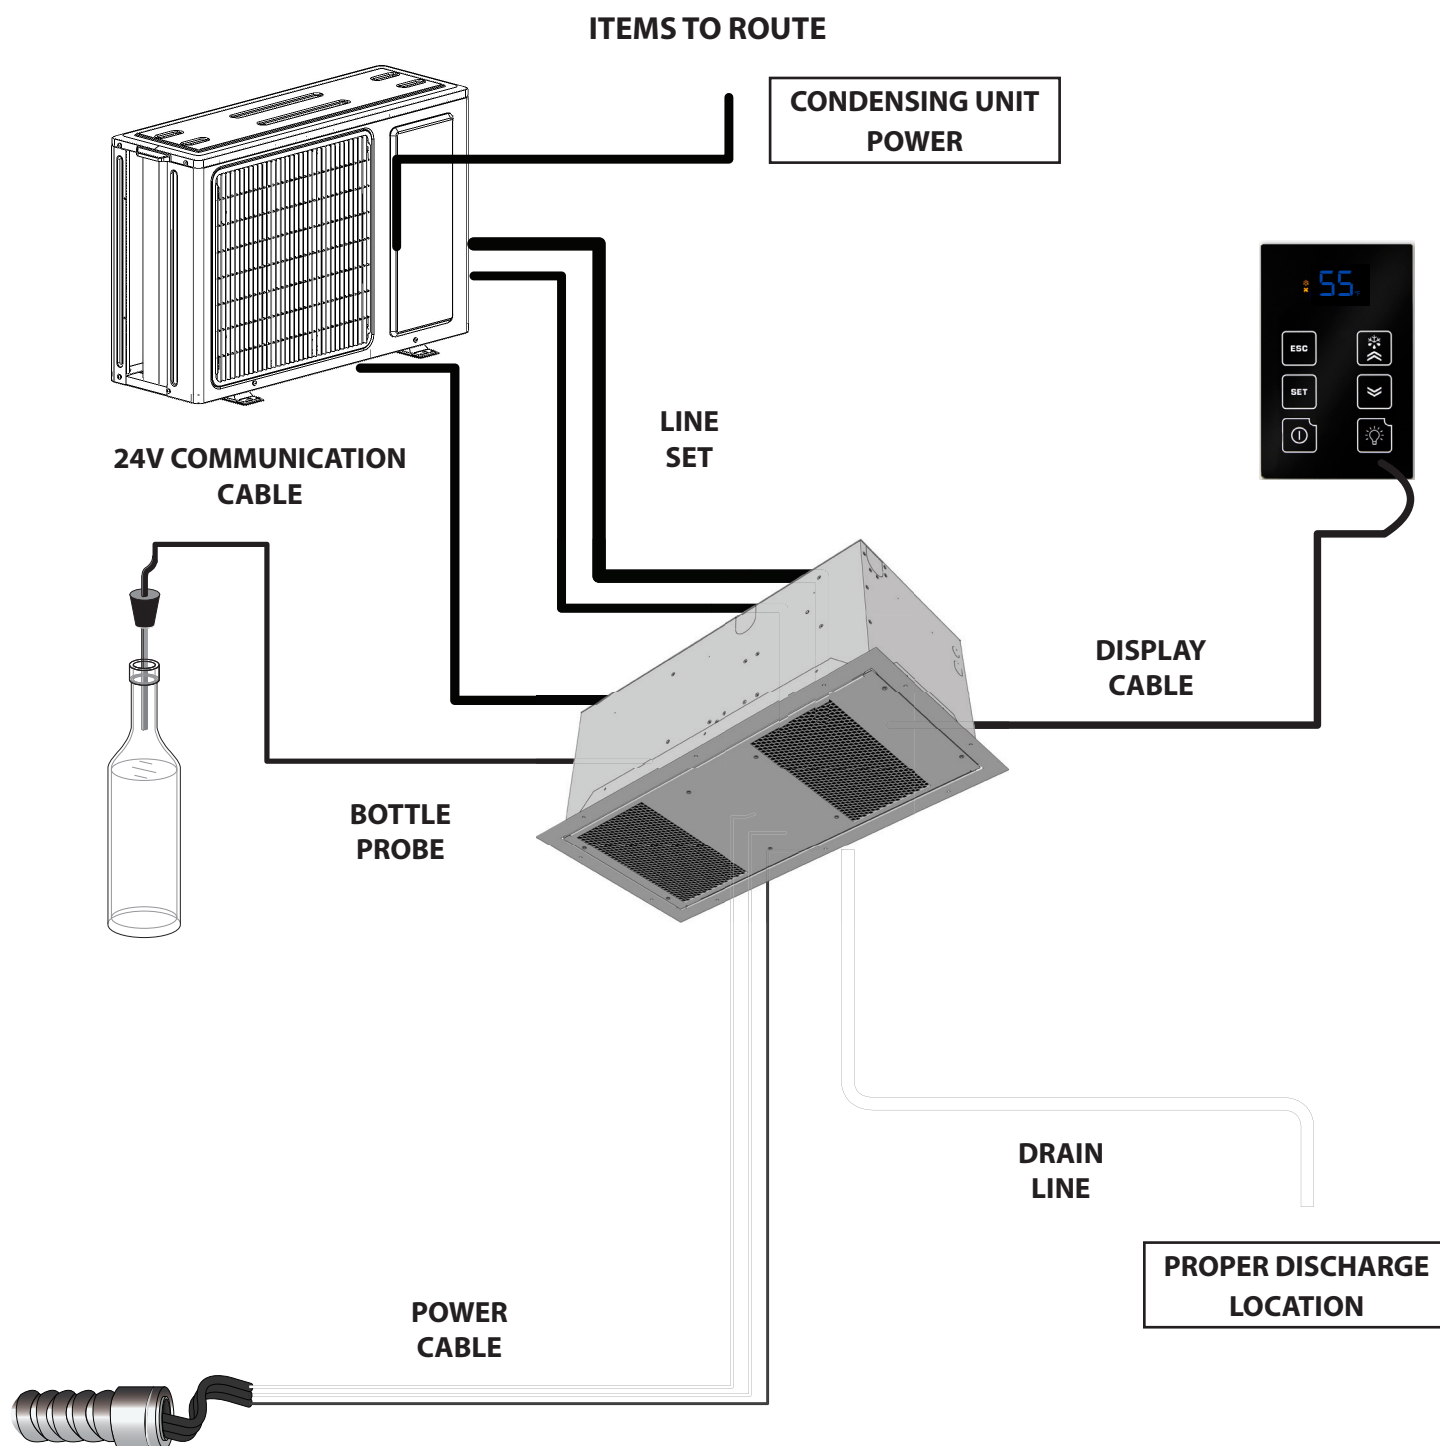 ITEMS TO ROUTE
CONDENSING UNIT
POWER
55
ESC
SET
LINE
SET
24V COMMUNICATION
CABLE
DISPLAY
CABLE
BOTTLE
PROBE
DRAIN
LINE
PROPER DISCHARGE
LOCATION
POWER
CABLE